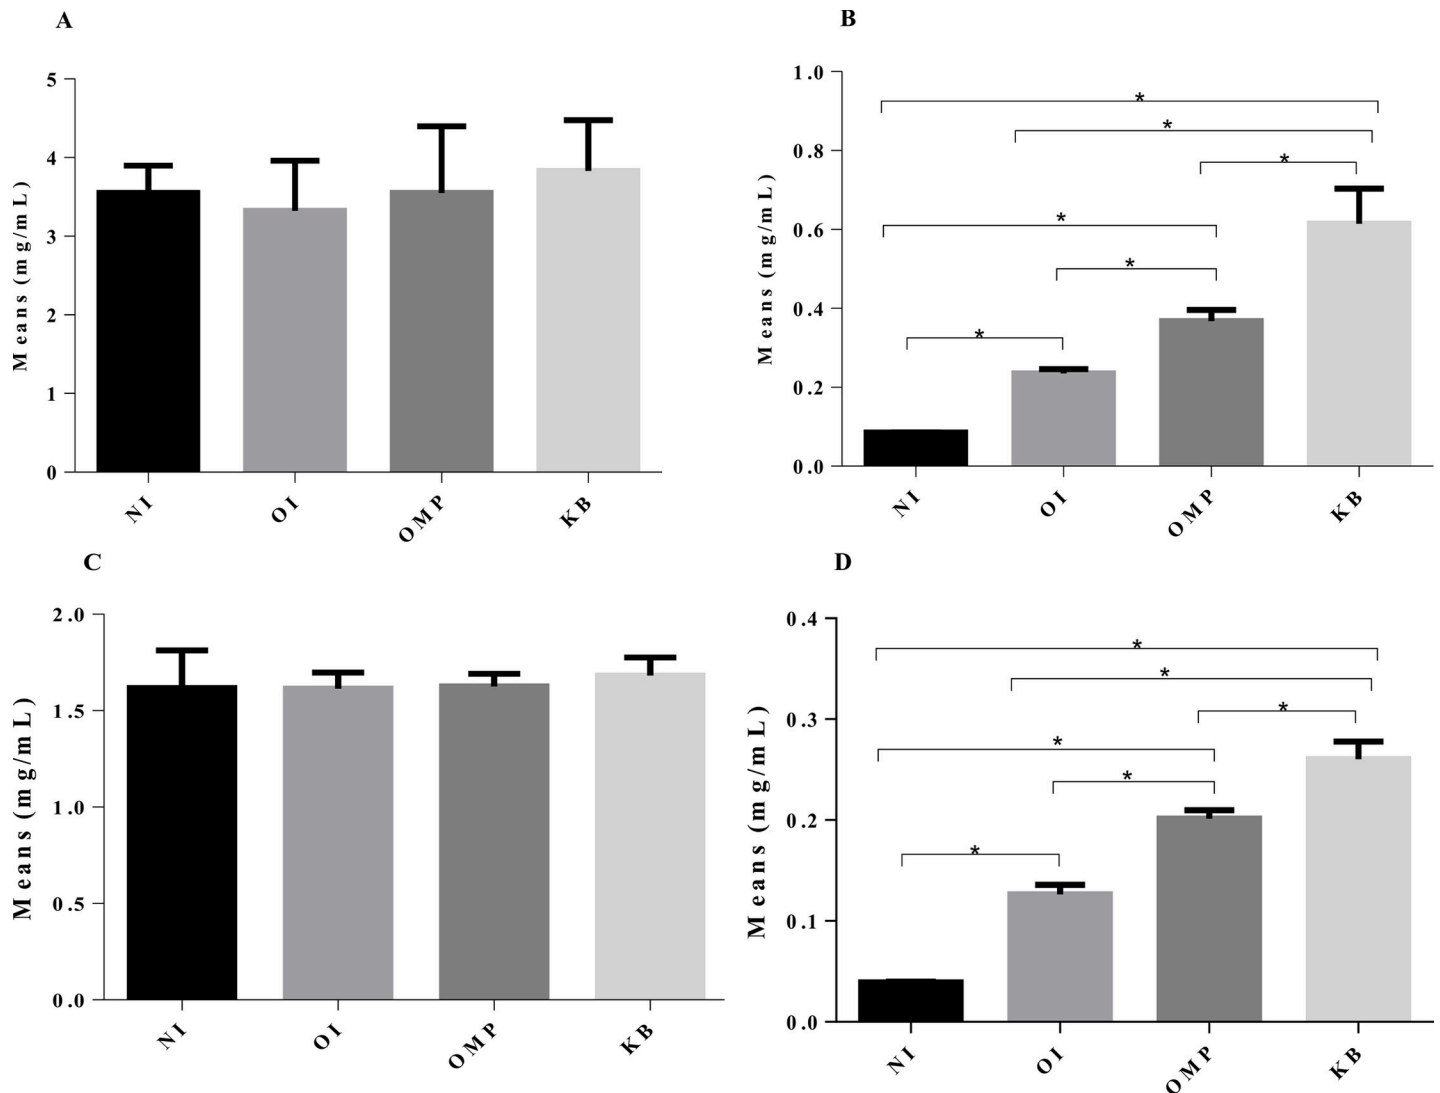 A
Means (mg/mL)
5
4
3
2
1
0
NI
OI
OMP
KB
B
Means (mg/mL)
1.0
0.8
0.6
0.4
0.2
0.0
*
*
*
*
*
*
NI
OI
OMP
KB
C
Means (mg/mL)
2.0
1.5
1.0
0.5
0.0
NI
OI
OMP
KB
D
Means (mg/mL)
0.4
0.3
0.2
0.1
0.0
*
*
*
*
*
*
NI
OI
OMP
KB